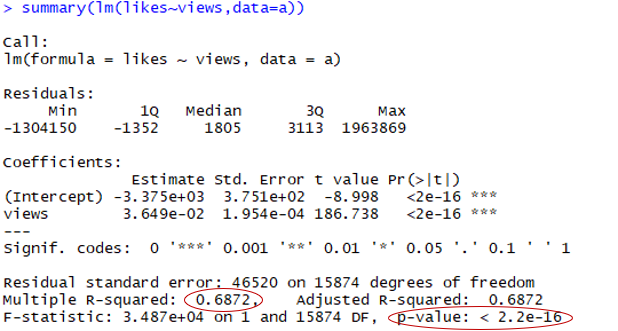 > summary(lm(likes~views,data=a))
Call:
lm(formula = likes ~ views, data = a)
Residuals:
Min 1Q Median 3Q Max
-1304150 -1352 1805 3113 1963869
Coefficients:
Estimate Std. Error t value Pr(>|t|)
(Intercept) -3.375e+03 3.751e+02 -8.998 <2e-16 ***
views 3.649e-02 1.954e-04 186.738 <2e-16 ***
---
Signif. codes: 0 '***' 0.001 '**' 0.01 '*' 0.05 '.' 0.1 ' ' 1
Residual standard error: 46520 on 15874 degrees of freedom
Multiple R-squared: 0.6872, Adjusted R-squared: 0.6872
F-statistic: 3.487e+04 on 1 and 15874 DF, p-value: < 2.2e-16